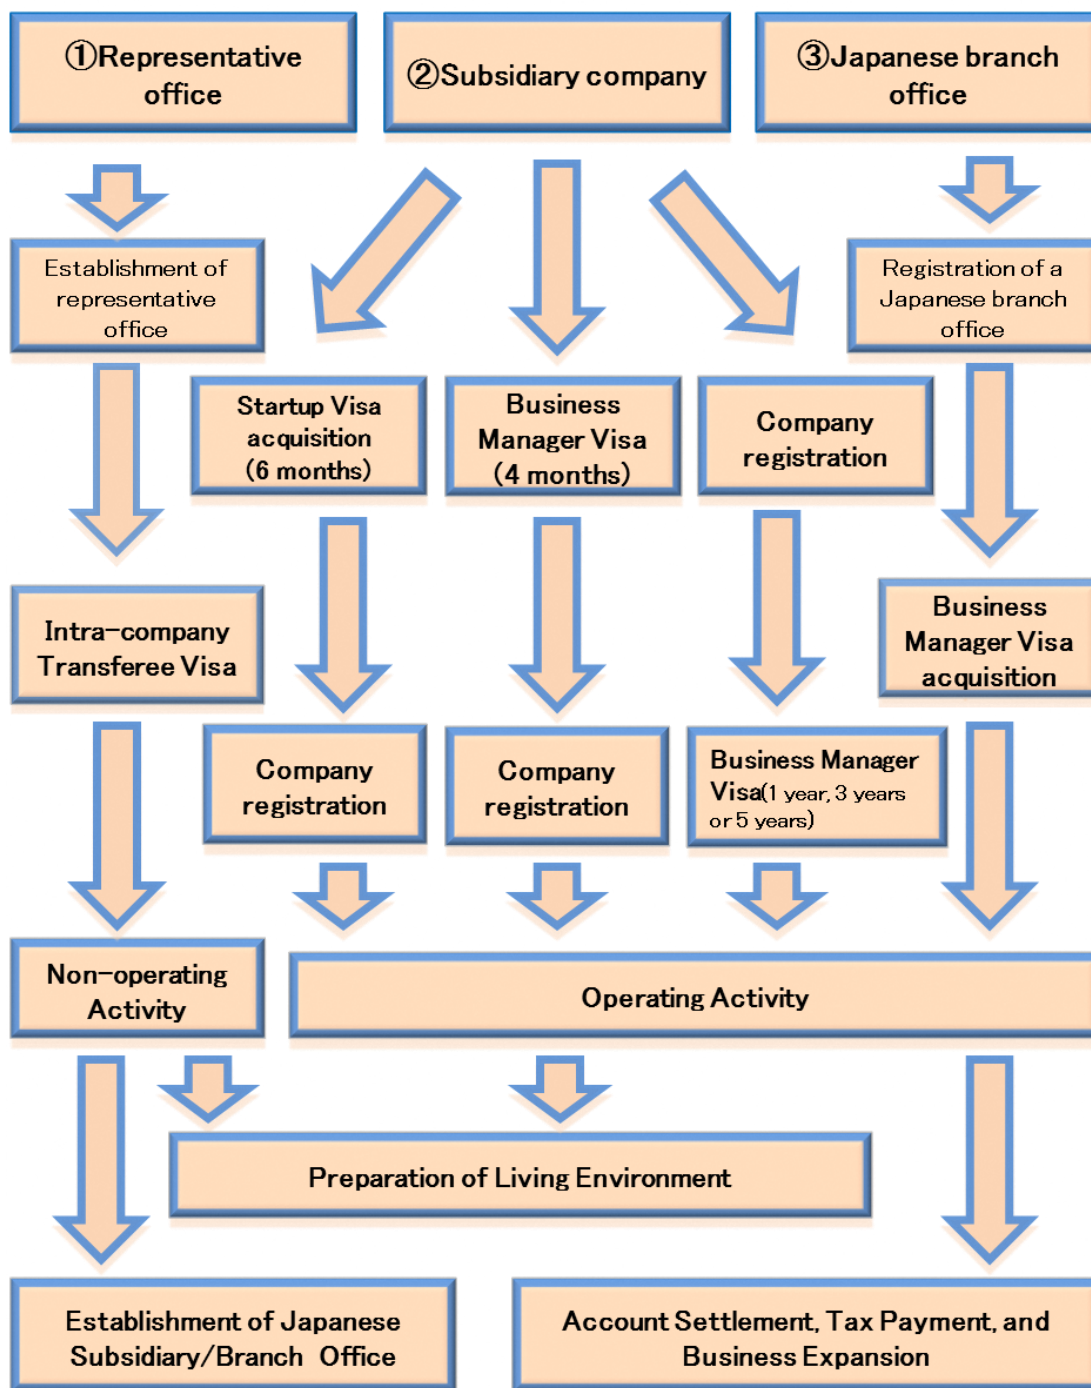 ①Representative
office
②Subsidiary company
③Japanese branch
office
Establishment of
representative
office
Registration of a
Japanese branch
office
Startup Visa
acquisition
(6 months)
Business
Manager Visa
(4 months)
Company
registration
Intra-company
Transferee Visa
Business
Manager Visa
acquisition
Company
registration
Company
registration
Business Manager
Visa(1 year, 3 years
or 5 years)
Non-operating
Activity
Operating Activity
Preparation of Living Environment
Establishment of Japanese
Subsidiary/Branch Office
Account Settlement, Tax Payment, and
Business Expansion